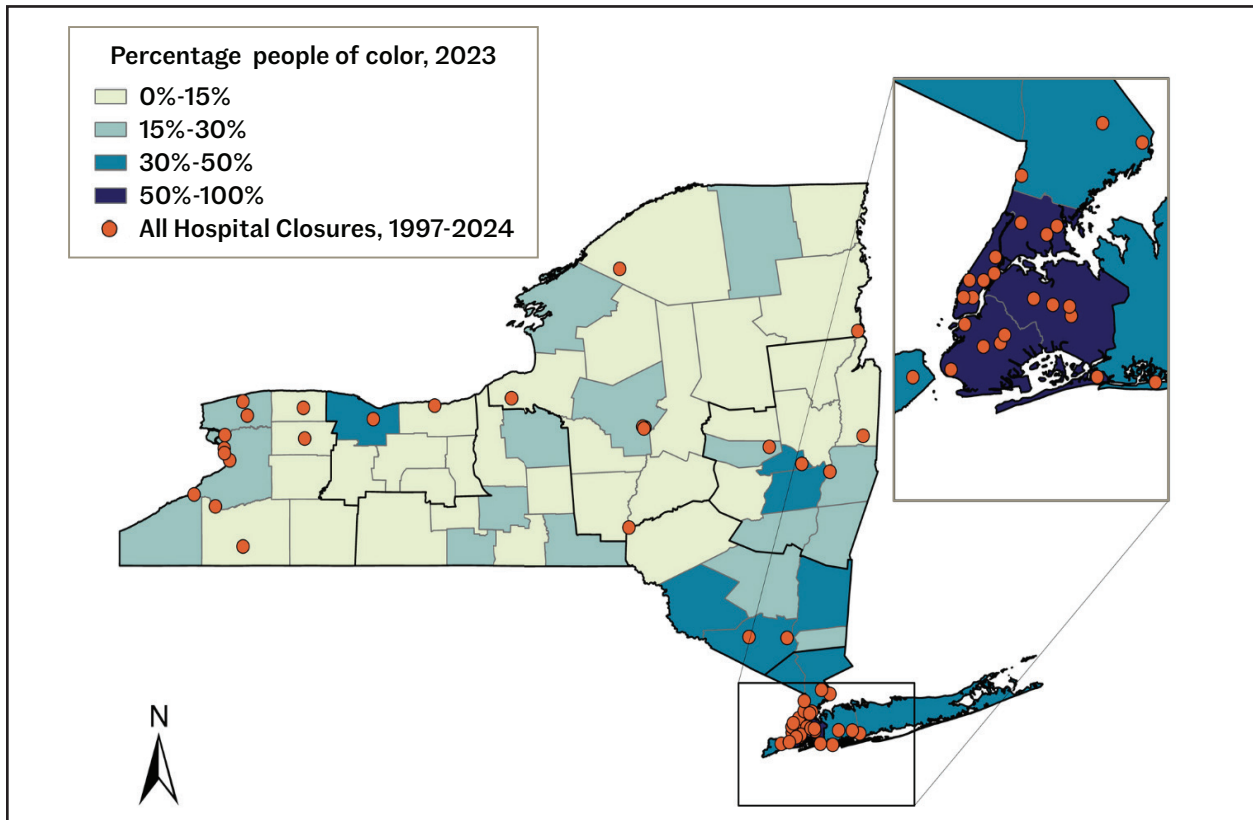 Percentage people of color, 2023
0%-15%
15%-30%
30%-50%
50%-100%
All Hospital Closures, 1997-2024
N